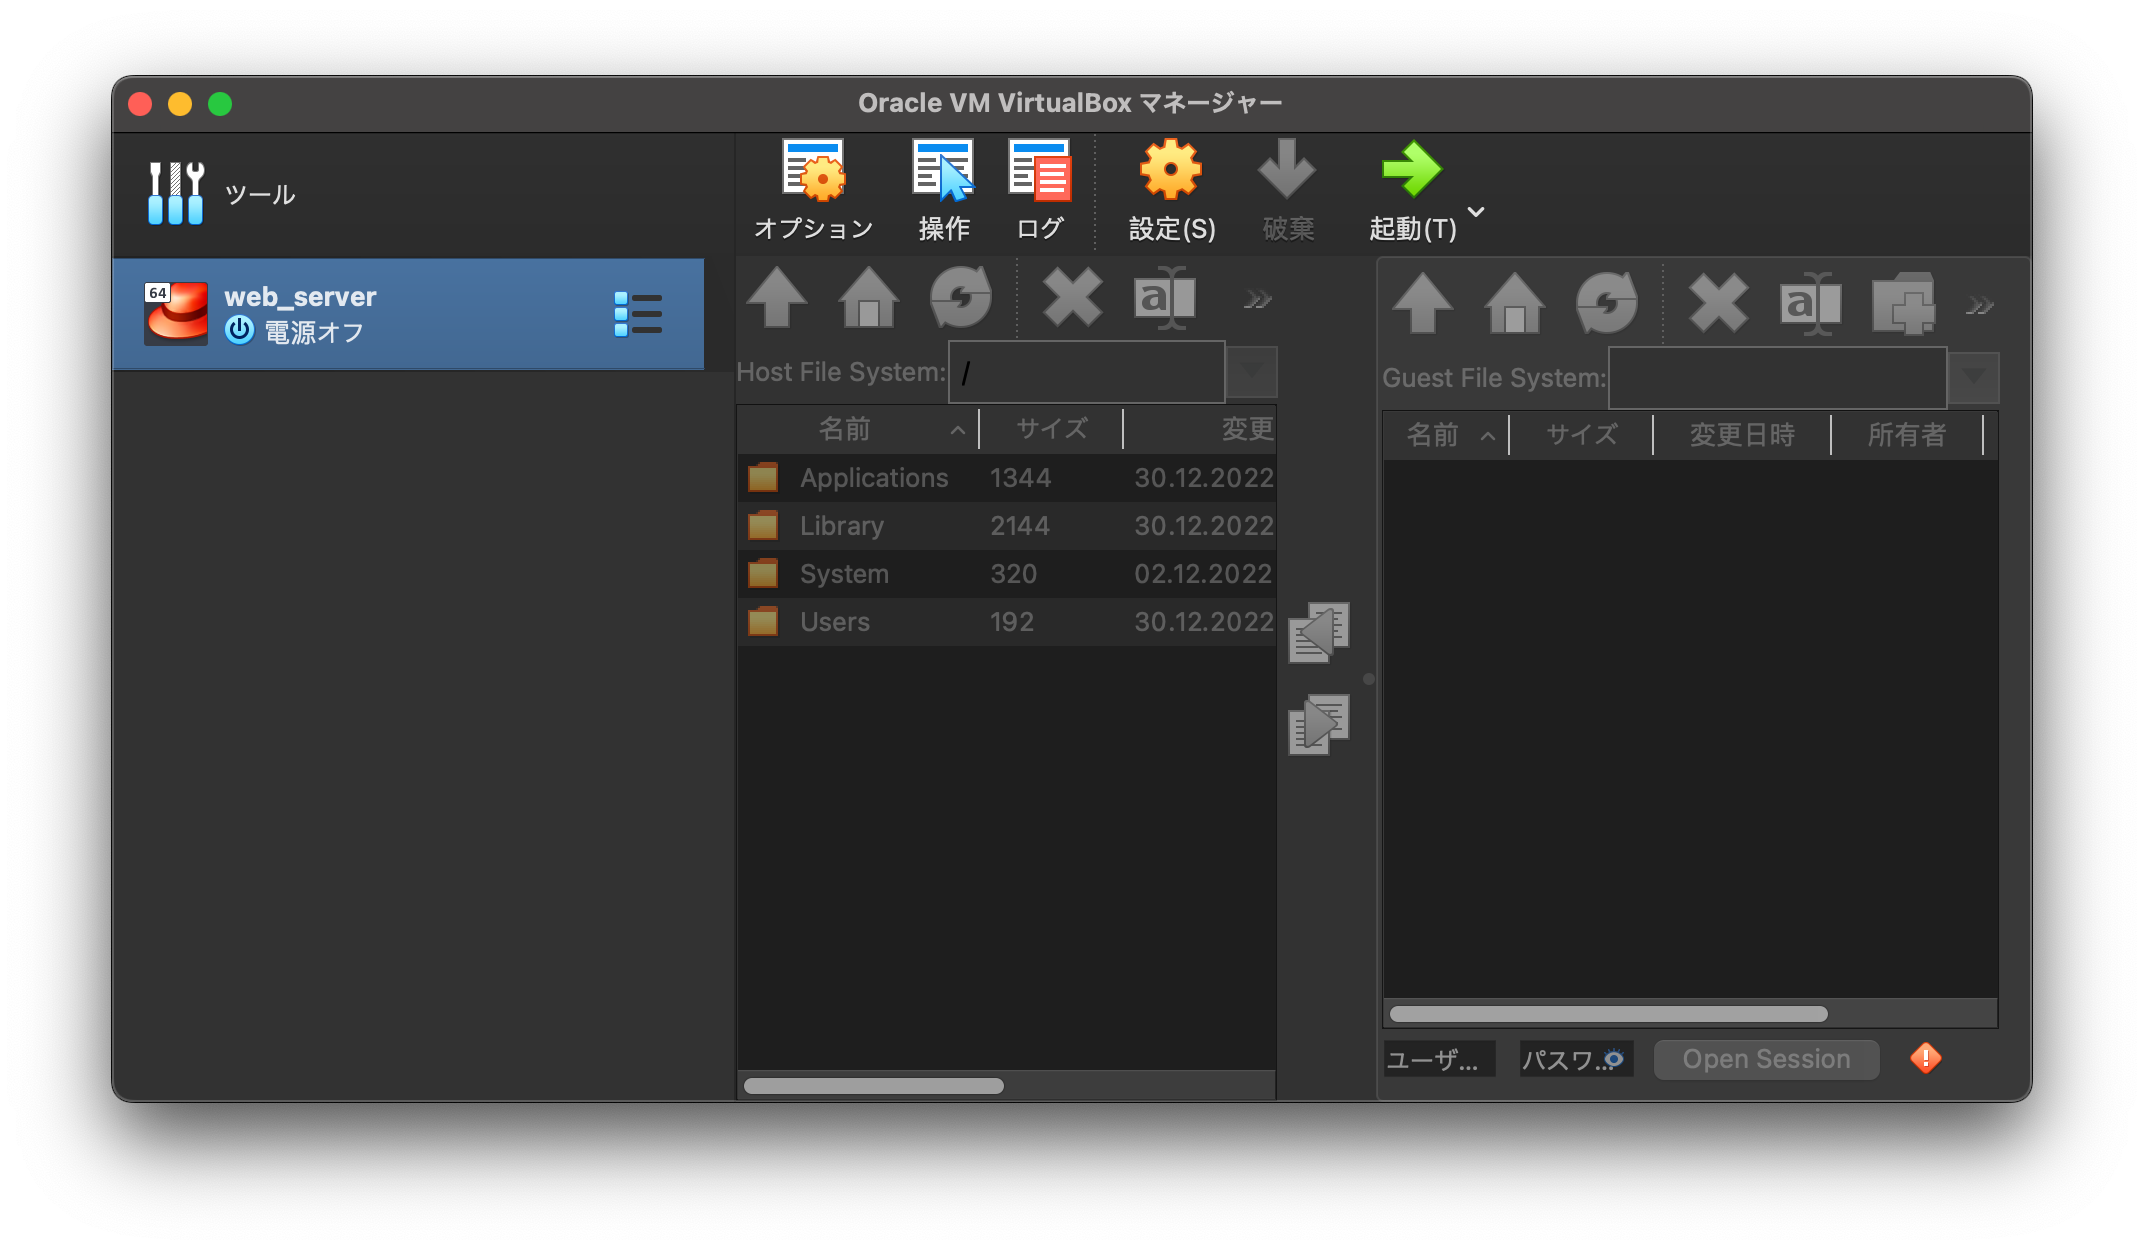 Oracle VM VirtualBox マネージャー
ツール
オプション 操作 ログ 設定(S) 破棄 起動(T)
64
web_server
電源オフ
Host File System: /
名前 サイズ 変更
Applications 1344 30.12.2022
Library 2144 30.12.2022
System 320 02.12.2022
Users 192 30.12.2022
Guest File System:
名前 サイズ 変更日時 所有者
ユーザ... パスワ... Open Session